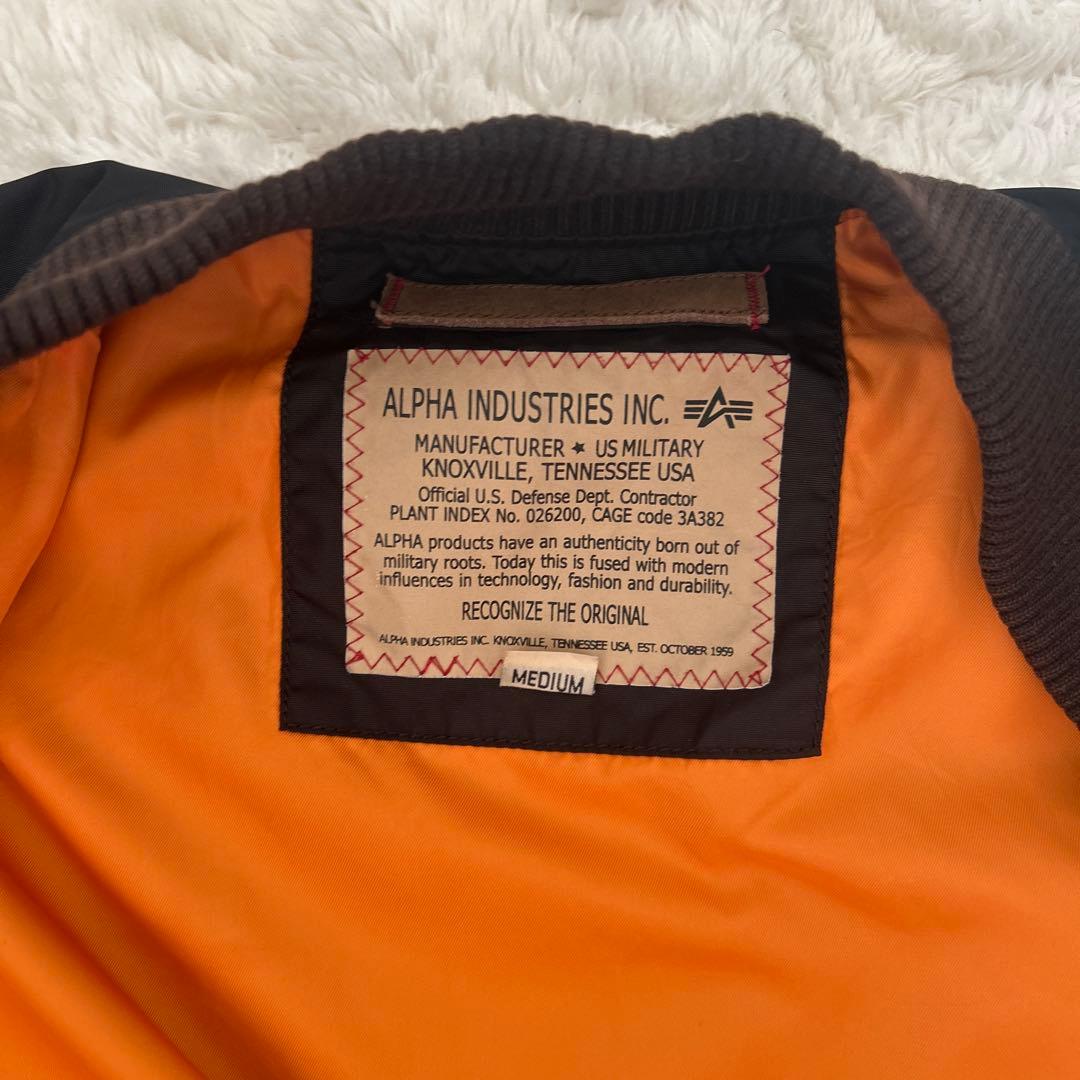 ALPHA INDUSTRIES INC.
MANUFACTURER ★ US MILITARY
KNOXVILLE, TENNESSEE USA
Official U.S. Defense Dept. Contractor
PLANT INDEX No. 026200, CAGE code 3A382
ALPHA products have an authenticity born out of
military roots. Today this is fused with modern
influences in technology, fashion and durability.
RECOGNIZE THE ORIGINAL
ALPHA INDUSTRIES INC. KNOXVILLE, TENNESSEE USA, EST. OCTOBER 1959
MEDIUM